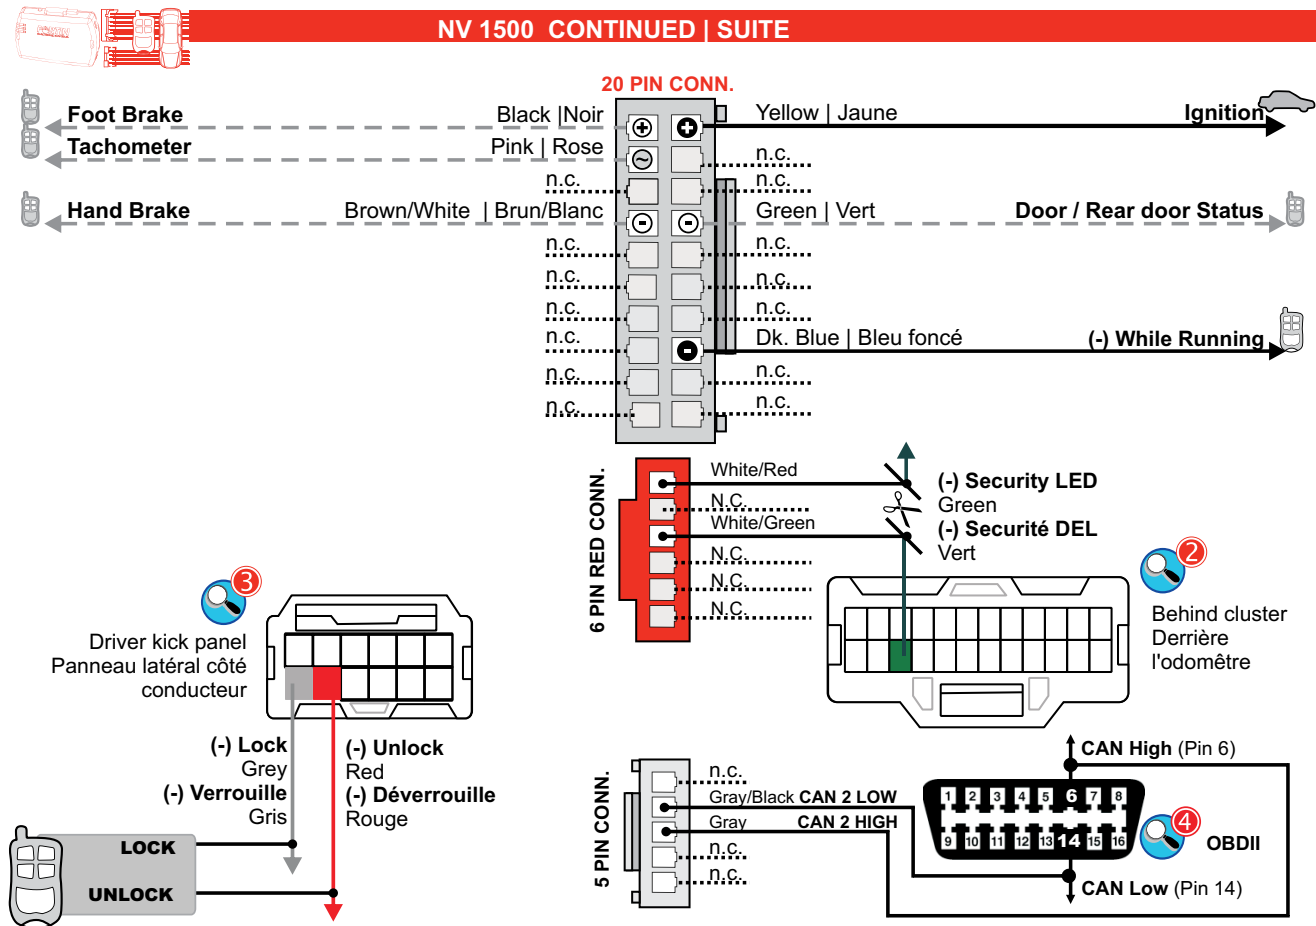 NV 1500 CONTINUED | SUITE
20 PIN CONN.
Foot Brake
Black |Noir
Yellow | Jaune
Ignition
Tachometer
Pink | Rose
n.c.
n.c.
n.c.
Hand Brake
Brown/White | Brun/Blanc
Green | Vert
Door / Rear door Status
n.c.
n.c.
n.c.
n.c.
n.c.
n.c.
n.c.
Dk. Blue | Bleu foncé
(-) While Running
n.c.
n.c.
n.c.
n.c.
6 PIN RED CONN.
White/Red
N.C.
White/Green
N.C.
N.C.
N.C.
(-) Security LED
Green
(-) Securité DEL
Vert
2
Behind cluster
Derrière
l'odomêtre
3
Driver kick panel
Panneau latéral côté
conducteur
(-) Lock
Grey
(-) Verrouille
Gris
(-) Unlock
Red
(-) Déverrouille
Rouge
LOCK
UNLOCK
5 PIN CONN.
n.c.
Gray/Black CAN 2 LOW
Gray CAN 2 HIGH
n.c.
n.c.
CAN High (Pin 6)
1 2 3 4 5 6 7 8
9 10 11 12 13 14 15 16
4
OBDII
CAN Low (Pin 14)